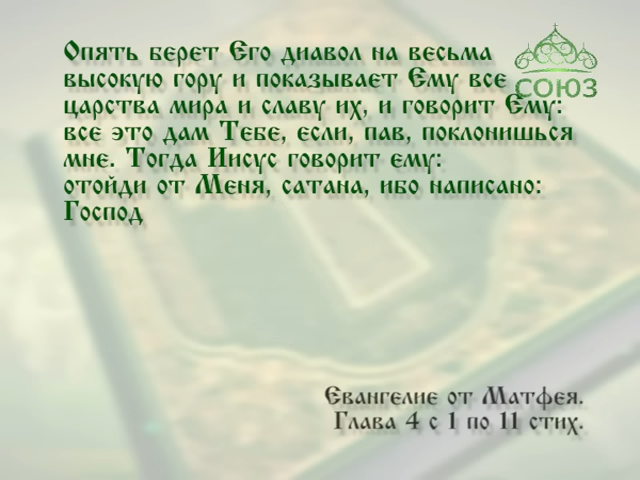 Опять берет Его диавол на весьма
высокую гору и показывает Ему все
СОЮЗ
царства мира и славу их, и говорит Ему:
все это дам Тебе, если, пав, поклонишься
мне. Тогда Иисус говорит ему:
отойди от Меня, сатана, ибо написано:
Господ
Евангелие от Матфея.
Глава 4 с 1 по 11 стих.